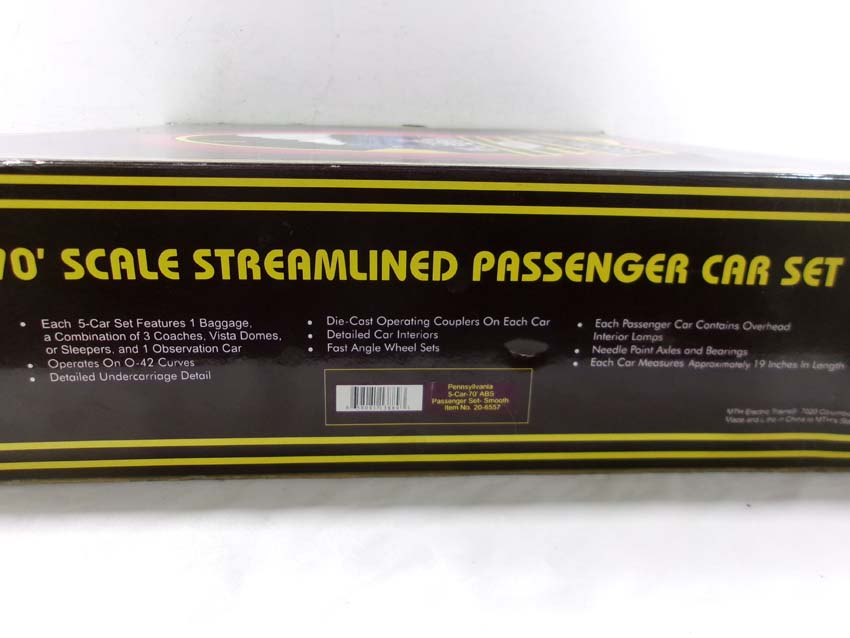 70' SCALE STREAMLINED PASSENGER CAR SET
• Each 5-Car Set Features 1 Baggage,
a Combination of 3 Coaches, Vista Domes,
or Sleepers, and 1 Observation Car
• Operates On O-42 Curves
• Detailed Undercarriage Detail
• Die-Cast Operating Couplers On Each Car
• Detailed Car Interiors
• Fast Angle Wheel Sets
• Each Passenger Car Contains Overhead
Interior Lamps
• Needle Point Axles and Bearings
• Each Car Measures Approximately 19 Inches In Length
Pennsylvania
5-Car-70' ABS
Passenger Set- Smooth
Item No. 20-6557
MTH Electric Trains® 7020
Made in China